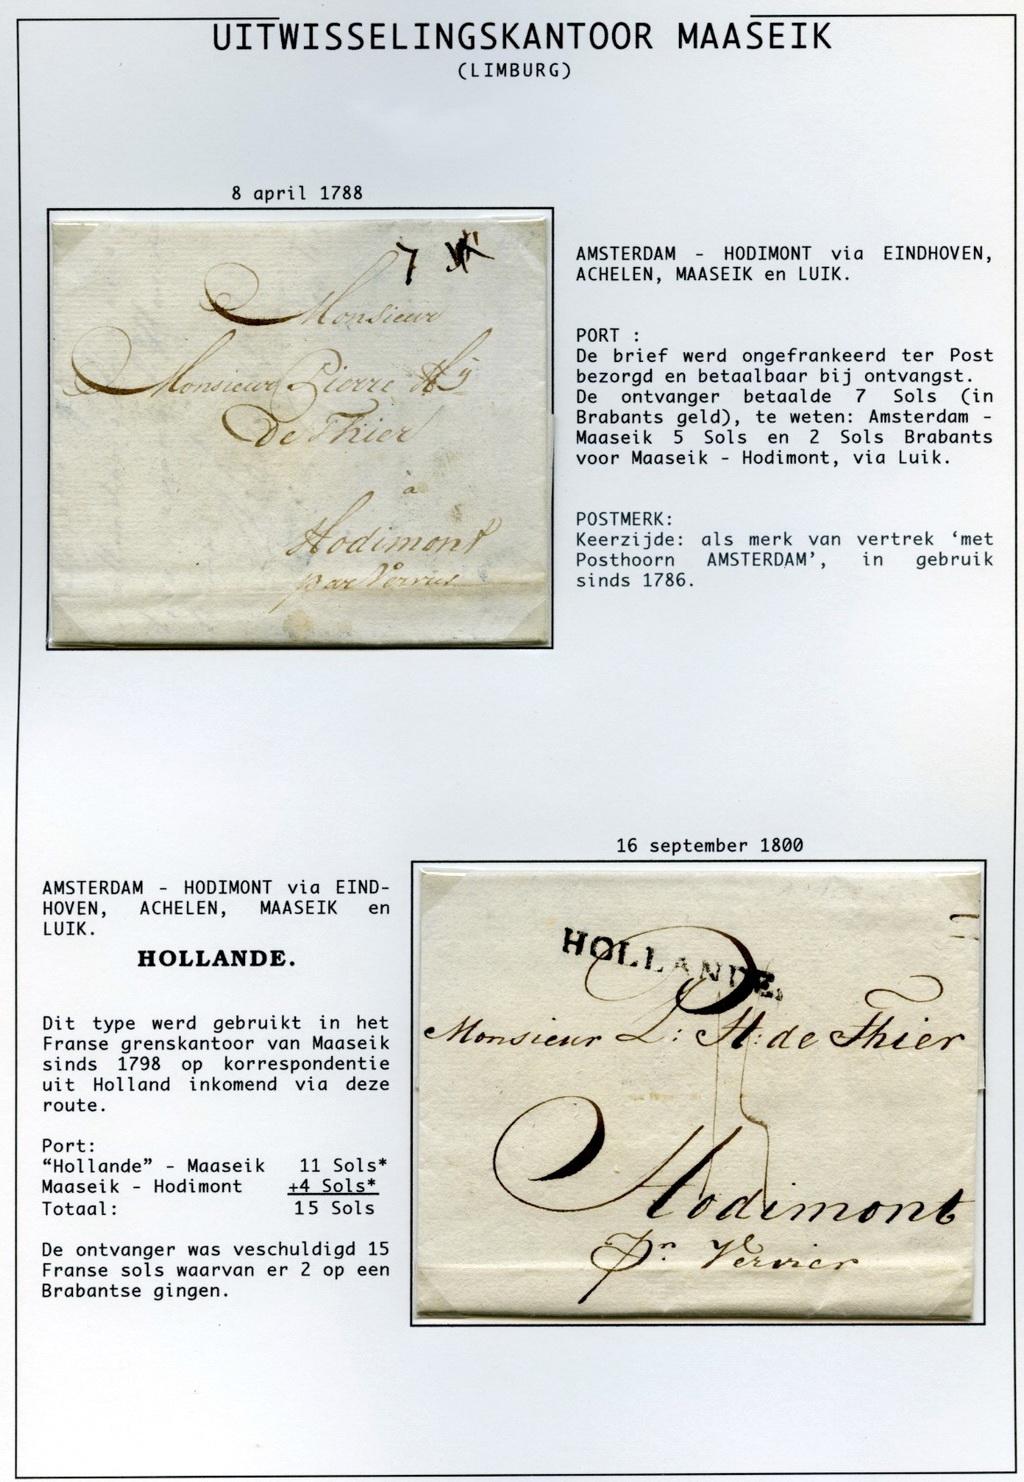 UITWISSELINGSKANTOOR MAASEIK
(LIMBURG)
8 april 1788
7
Monsieur
Monsieur Pierre
De Thier
a
Hodimont
par Vervier
AMSTERDAM - HODIMONT via EINDHOVEN,
ACHELEN, MAASEIK en LUIK.
PORT :
De brief werd ongefrankeerd ter Post
bezorgd en betaalbaar bij ontvangst.
De ontvanger betaalde 7 Sols (in
Brabants geld), te weten: Amsterdam -
Maaseik 5 Sols en 2 Sols Brabants
voor Maaseik - Hodimont, via Luik.
POSTMERK:
Keerzijde: als merk van vertrek ‘met
Posthoorn AMSTERDAM’, in gebruik
sinds 1786.
AMSTERDAM - HODIMONT via EIND-
HOVEN, ACHELEN, MAASEIK en
LUIK.
HOLLANDE.
Dit type werd gebruikt in het
Franse grenskantoor van Maaseik
sinds 1798 op korrespondentie
uit Holland inkomend via deze
route.
Port:
“Hollande” - Maaseik 11 Sols*
Maaseik - Hodimont +4 Sols*
Totaal: 15 Sols
De ontvanger was veschuldigd 15
Franse sols waarvan er 2 op een
Brabantse gingen.
16 september 1800
HOLLANDE.
Monsieur L: H: de Thier
15
Hodimont
pr. Vervier